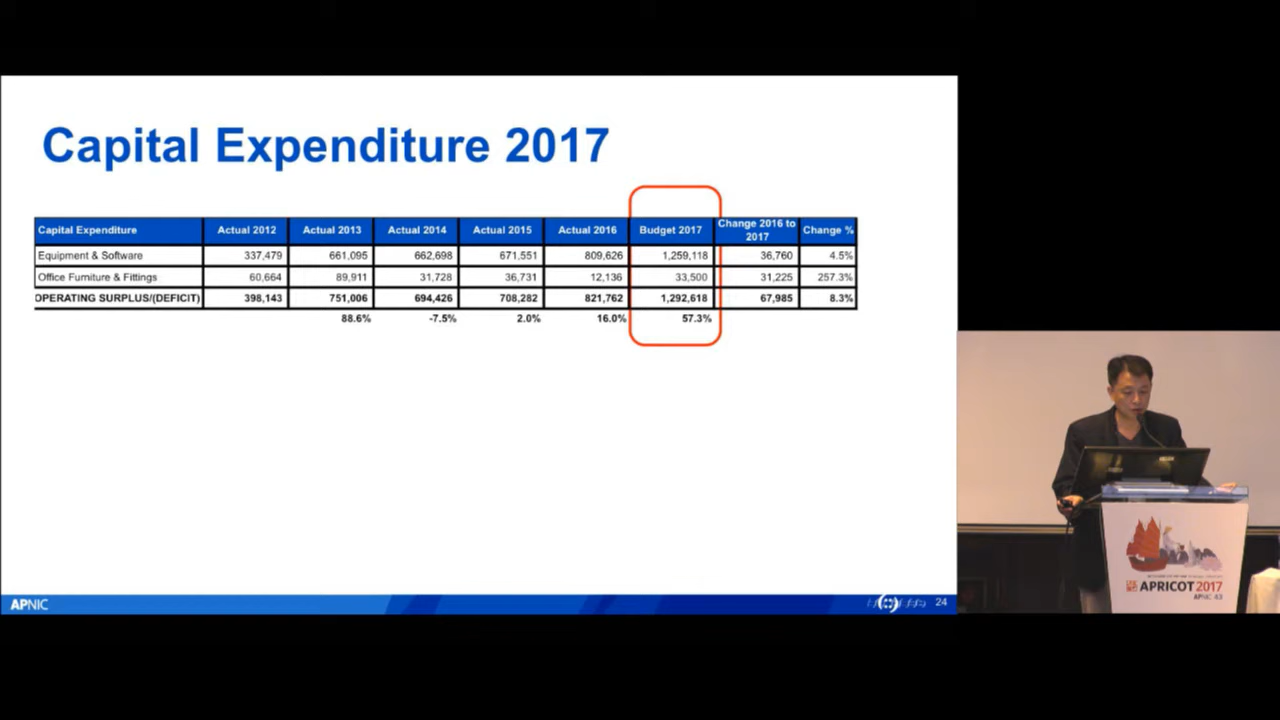 Capital Expenditure 2017
Capital Expenditure Actual 2012 Actual 2013 Actual 2014 Actual 2015 Actual 2016 Budget 2017 Change 2016 to 2017 Change %
Equipment & Software 337,479 661,095 662,698 671,551 809,626 1,259,118 36,760 4.5%
Office Furniture & Fittings 60,664 89,911 31,728 36,731 12,136 33,500 31,225 257.3%
OPERATING SURPLUS/(DEFICIT) 398,143 751,006 694,426 708,282 821,762 1,292,618 67,985 8.3%
88.6% -7.5% 2.0% 16.0% 57.3%
APNIC
24
APRICOT 2017
APNIC 43